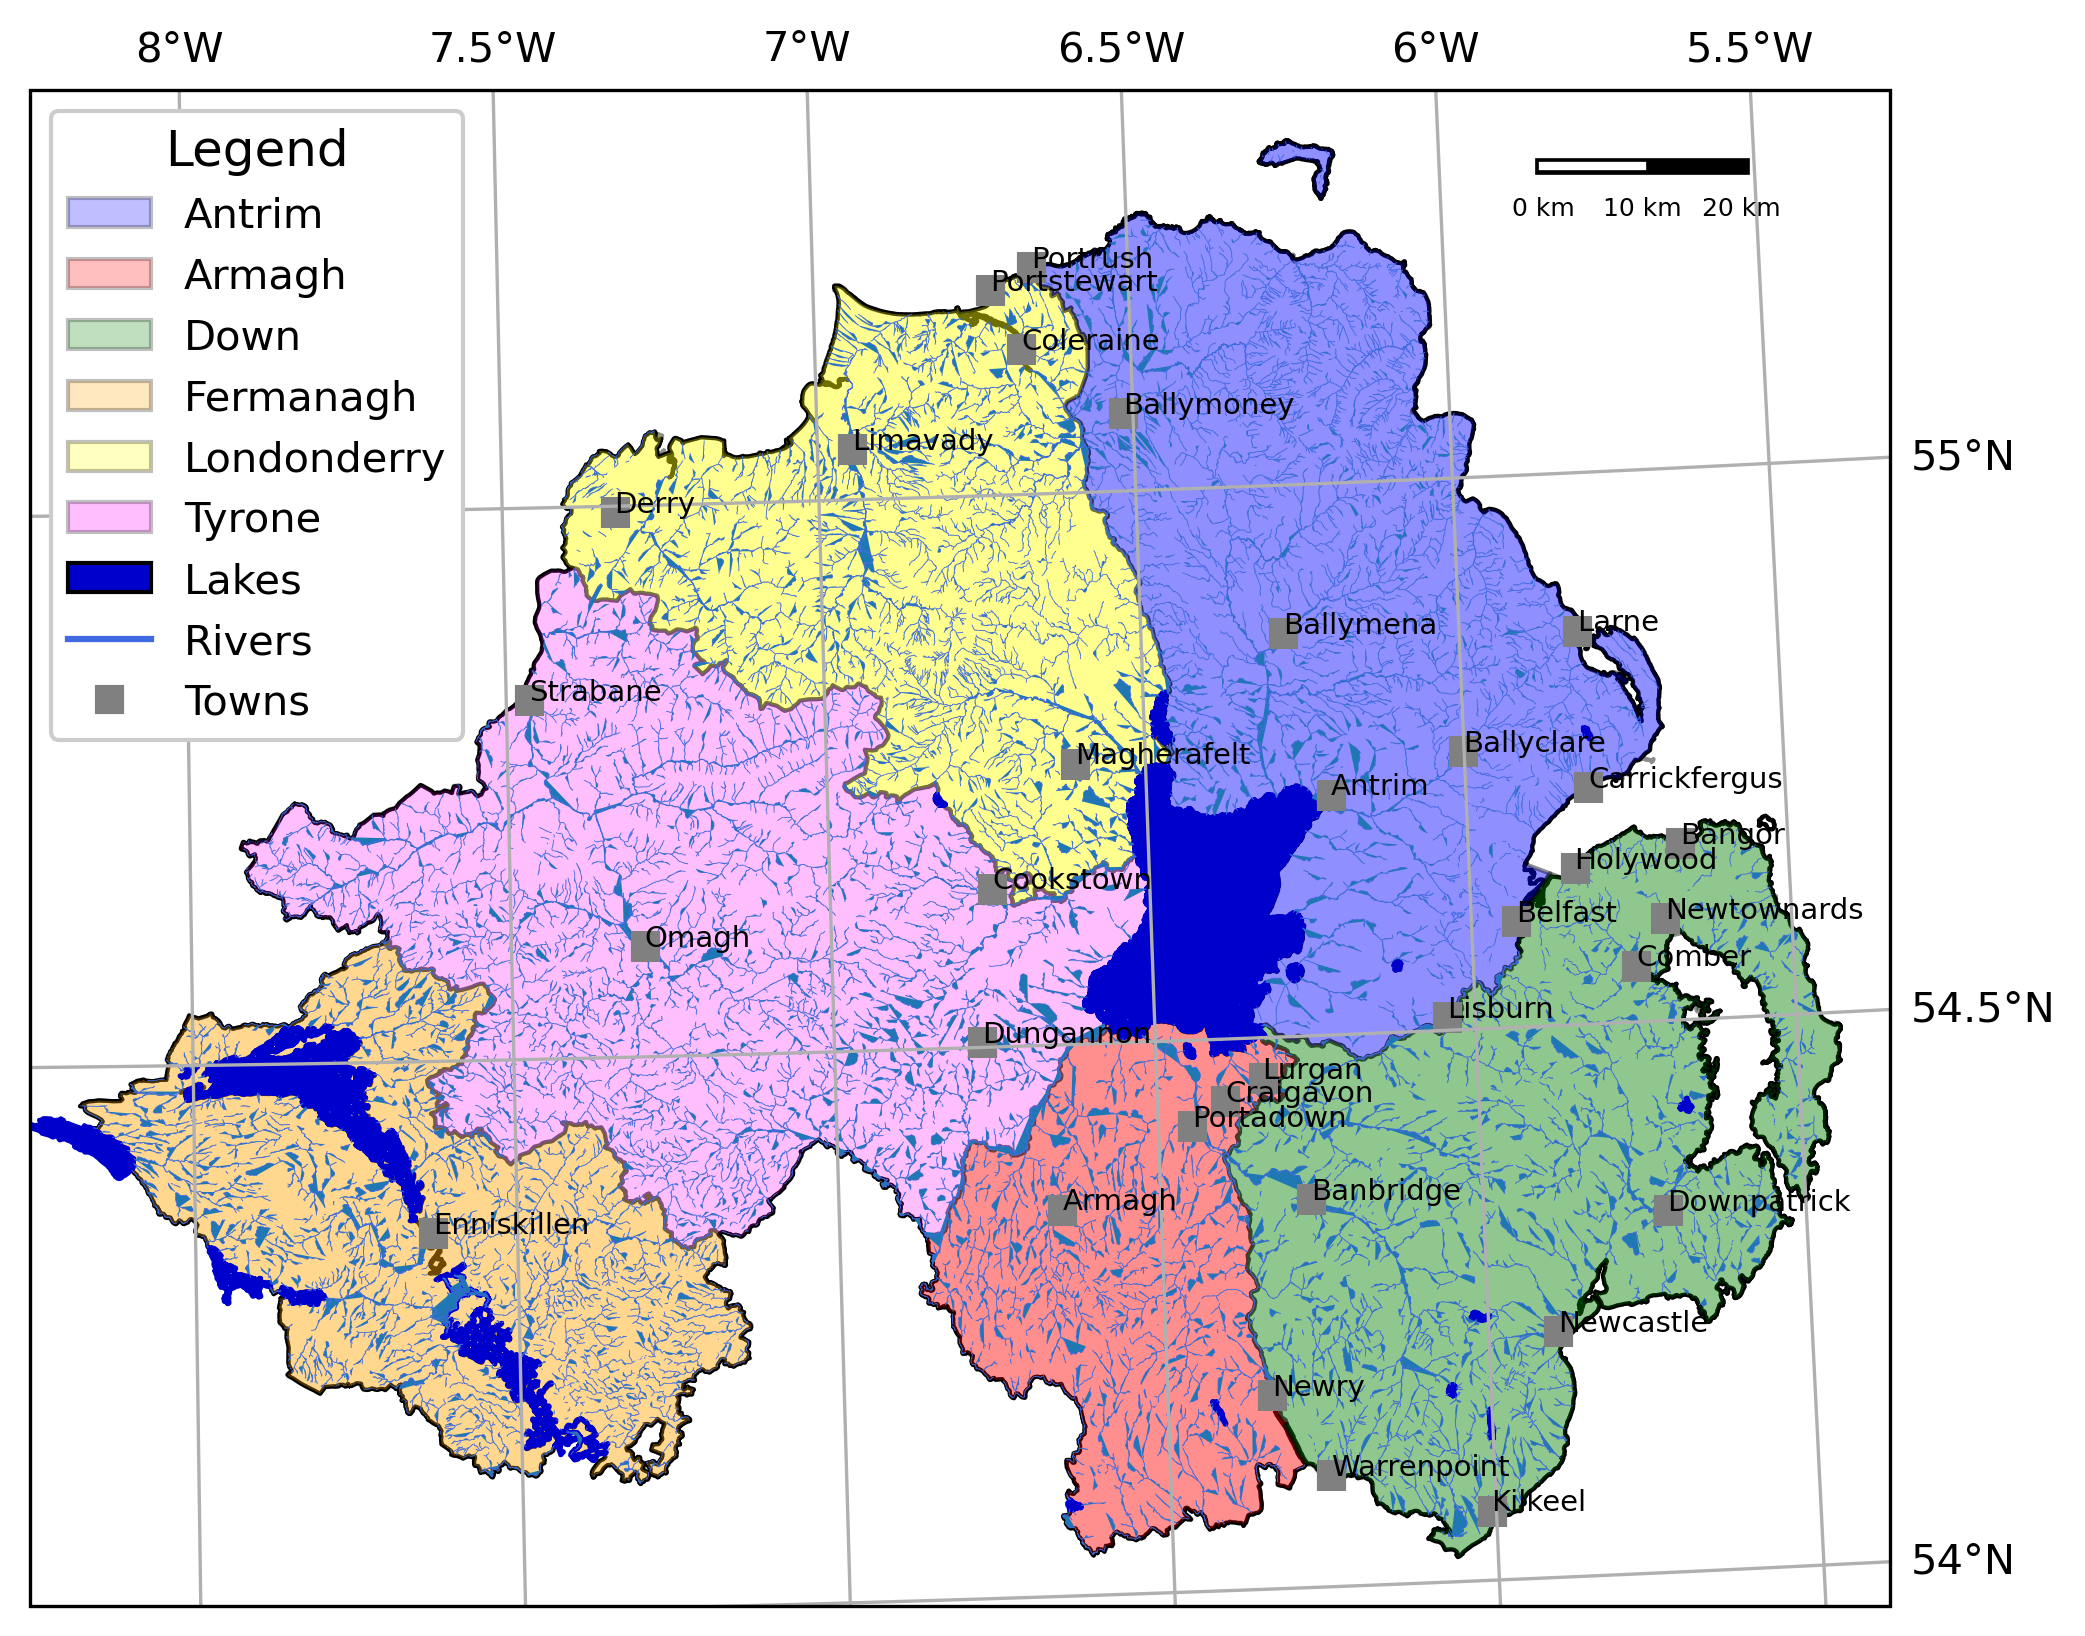 8°W 7.5°W 7°W 6.5°W 6°W 5.5°W
Legend
Antrim
Armagh
Down
Fermanagh
Londonderry
Tyrone
Lakes
Rivers
Towns
0 km 10 km 20 km
Portrush
Portstewart
Coleraine
Ballymoney
Limavady
55°N
Derry
Larne
Ballymena
Strabane
Ballyclare
Magherafelt
Carrickfergus
Antrim
Bangor
Holywood
Cookstown
Newtownards
Belfast
Omagh
Comber
54.5°N
Lisburn
Dungannon
Lurgan
Craigavon
Portadown
Banbridge
Armagh
Downpatrick
Enniskillen
Newcastle
Newry
Warrenpoint
Kilkeel
54°N